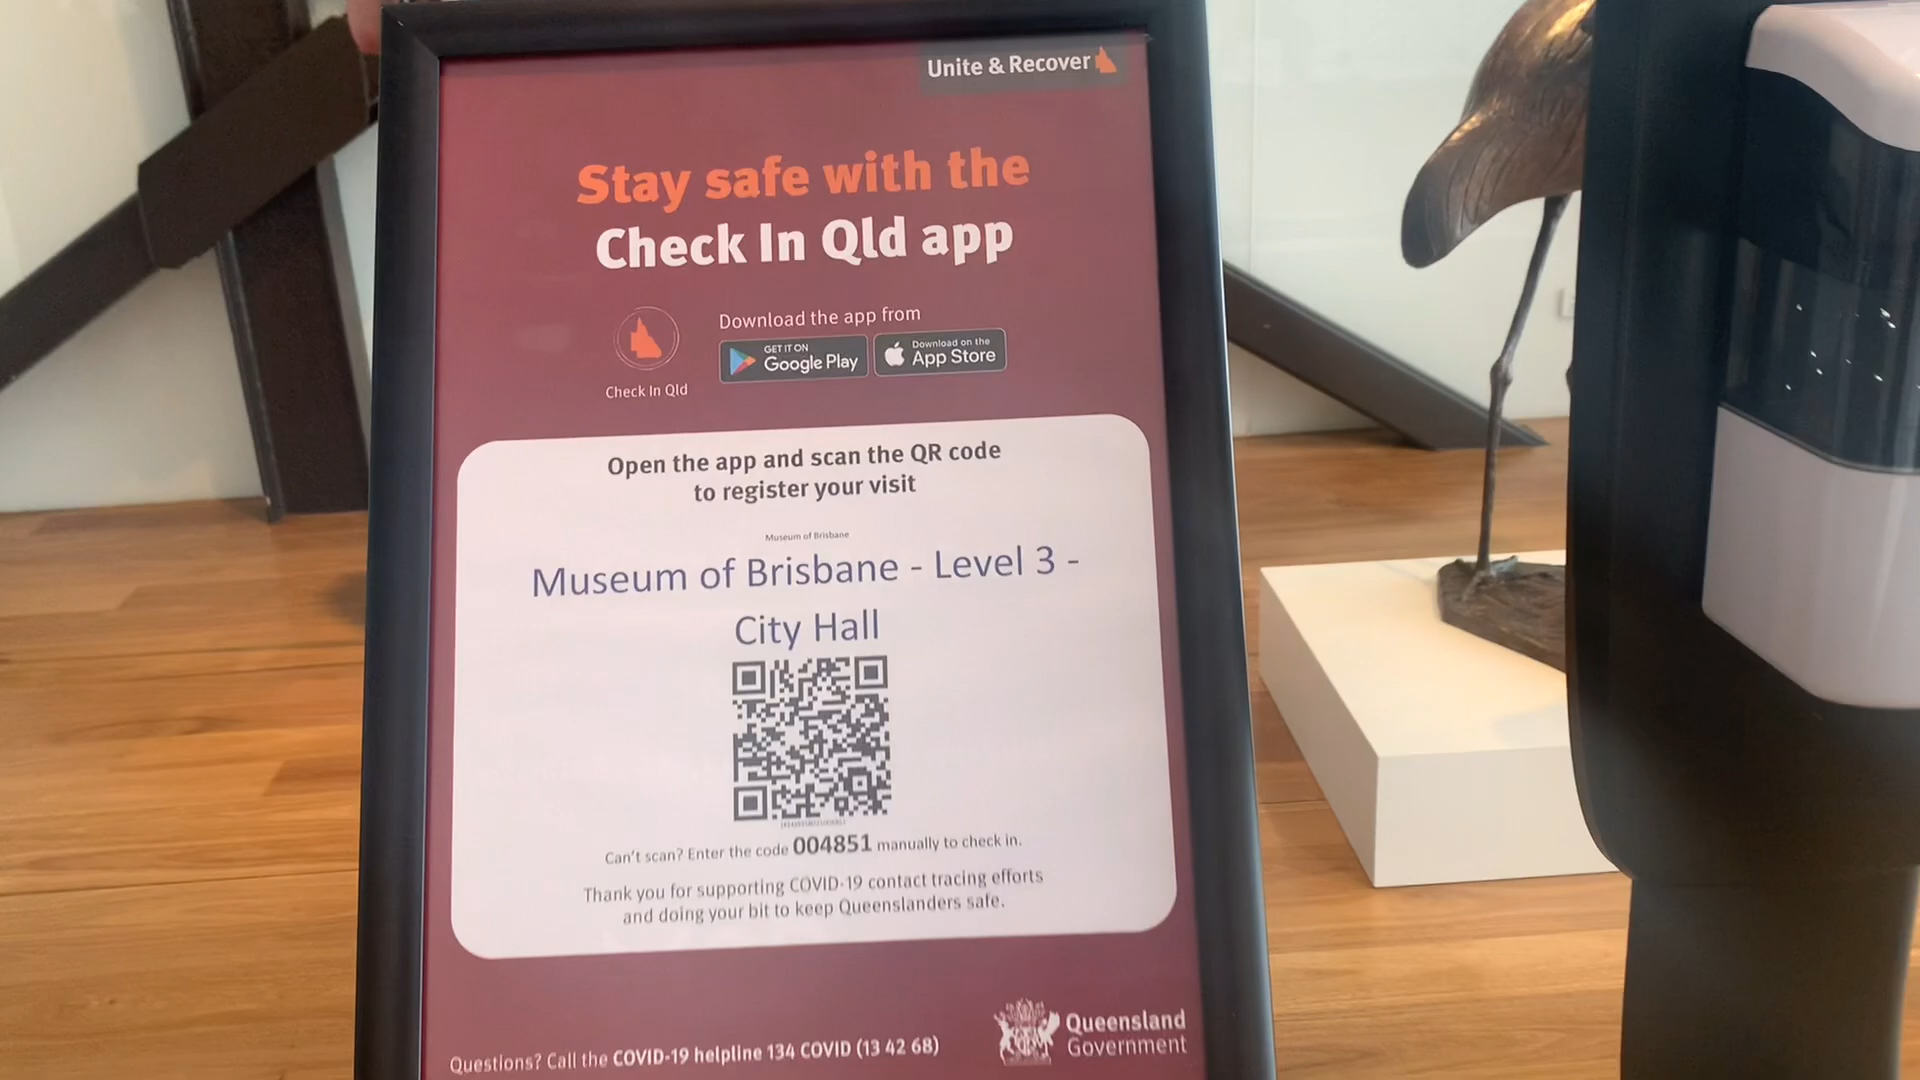 Unite & Recover
Stay safe with the
Check In Qld app
Download the app from
GET IT ON
Google Play
Download on the
App Store
Check In Qld
Open the app and scan the QR code
to register your visit
Museum of Brisbane
Museum of Brisbane - Level 3 -
City Hall
Can't scan? Enter the code 004851 manually to check in.
Thank you for supporting COVID-19 contact tracing efforts
and doing your bit to keep Queenslanders safe.
Questions? Call the COVID-19 helpline 134 COVID (13 42 68)
Queensland
Government